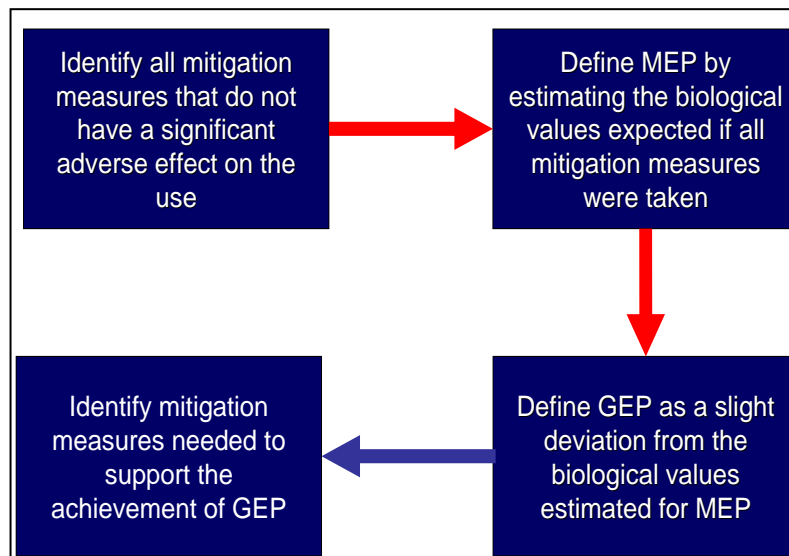 Identify all mitigation
measures that do not
have a significant
adverse effect on the
use
Define MEP by
estimating the biological
values expected if all
mitigation measures
were taken
Define GEP as a slight
deviation from the
biological values
estimated for MEP
Identify mitigation
measures needed to
support the
achievement of GEP